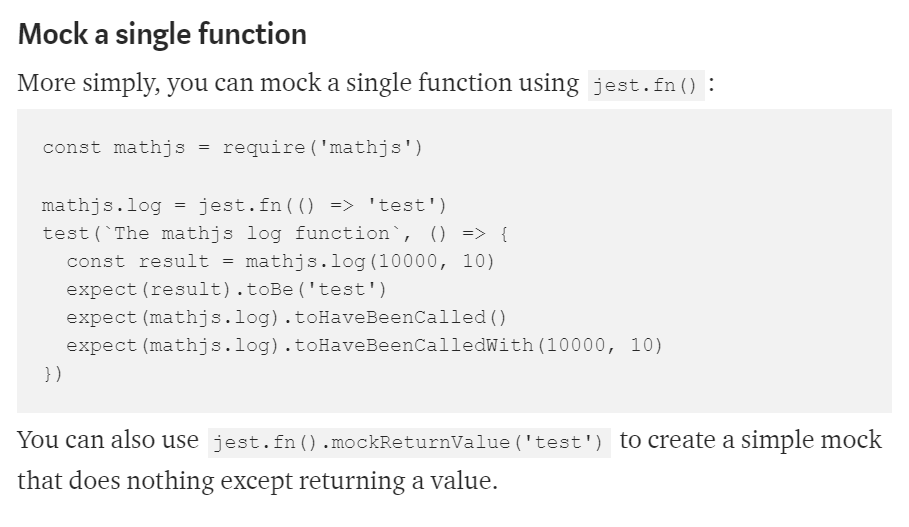 Mock a single function
More simply, you can mock a single function using jest.fn() :
const mathjs = require('mathjs')
mathjs.log = jest.fn(() => 'test')
test(`The mathjs log function`, () => {
  const result = mathjs.log(10000, 10)
  expect(result).toBe('test')
  expect(mathjs.log).toHaveBeenCalled()
  expect(mathjs.log).toHaveBeenCalledWith(10000, 10)
})
You can also use jest.fn().mockReturnValue('test') to create a simple mock
that does nothing except returning a value.